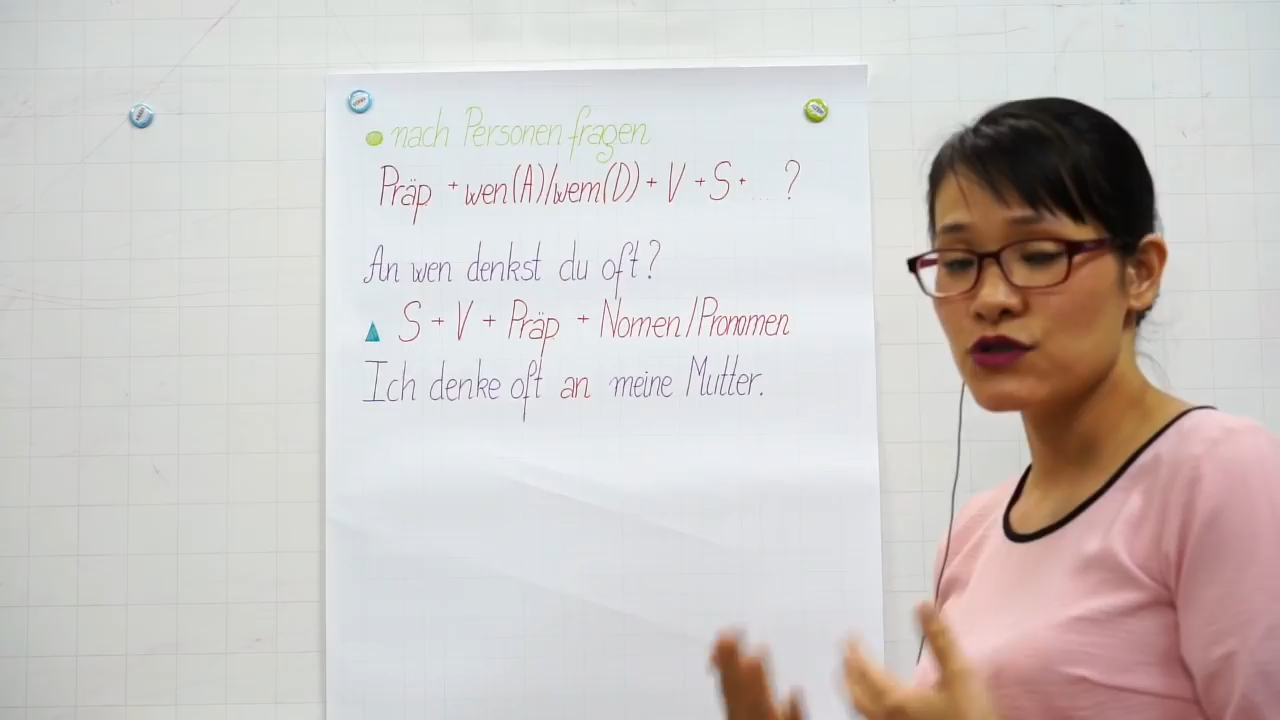 nach Personen fragen
Präp + wen(A)/wem(D) + V + S + ... ?
An wen denkst du oft?
S + V + Präp + Nomen/Pronomen
Ich denke oft an meine Mutter.